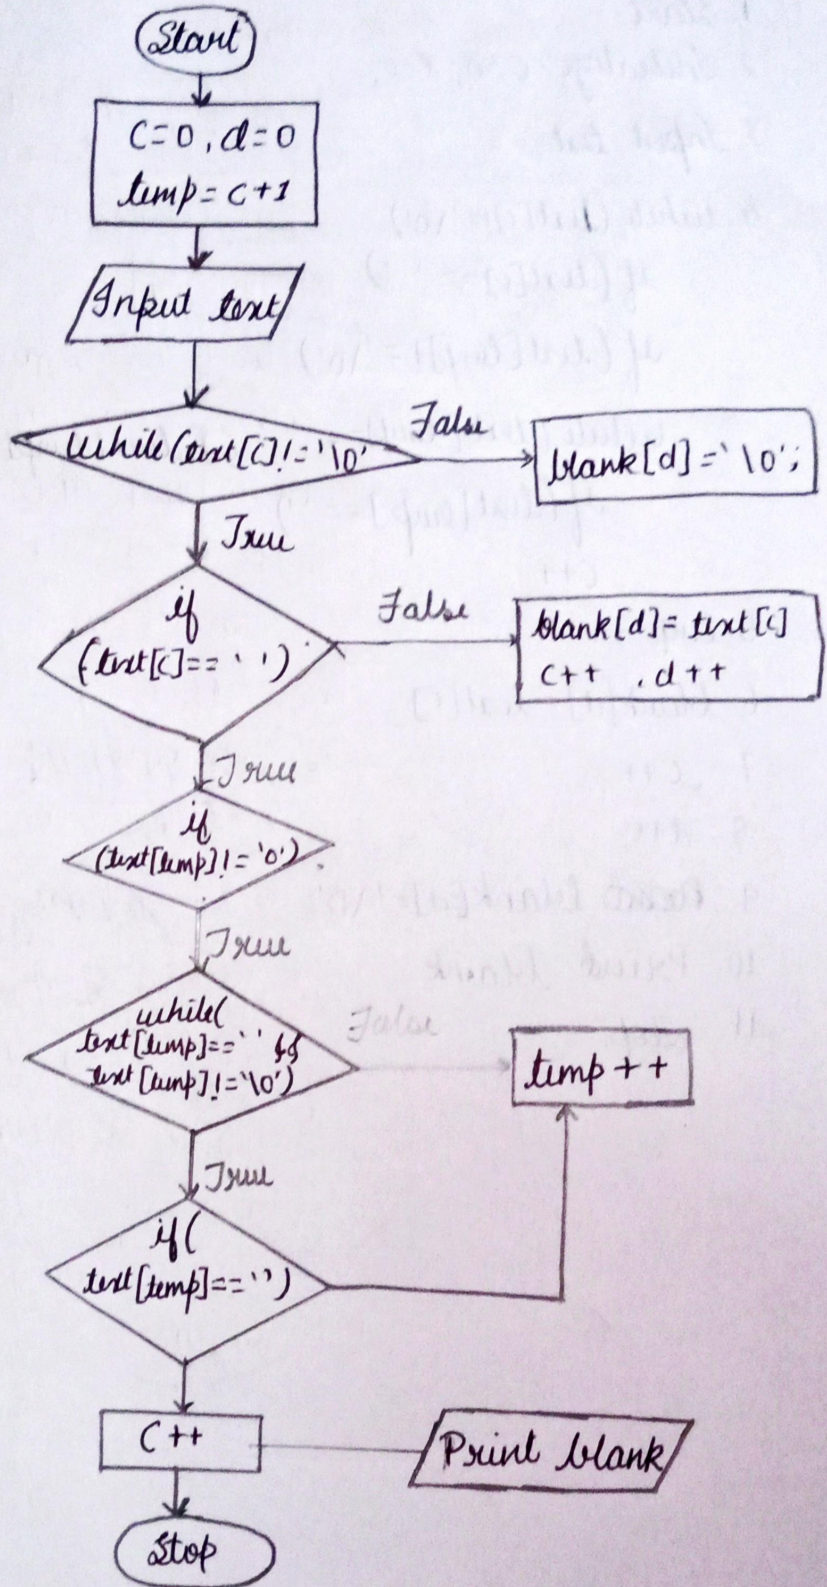 Start
C=0, d=0
temp = c+1
Input text
while(text[c]!='\0'
False
blank[d]='\0';
True
if
(text[c]==' ')
False
blank[d]=text[c]
c++ , d++
True
if
(text[temp]!='0')
True
while(
text[temp]==' ' &&
text[temp]!='\0')
False
temp++
True
if(
text[temp]==' ')
C++
Print blank
Stop